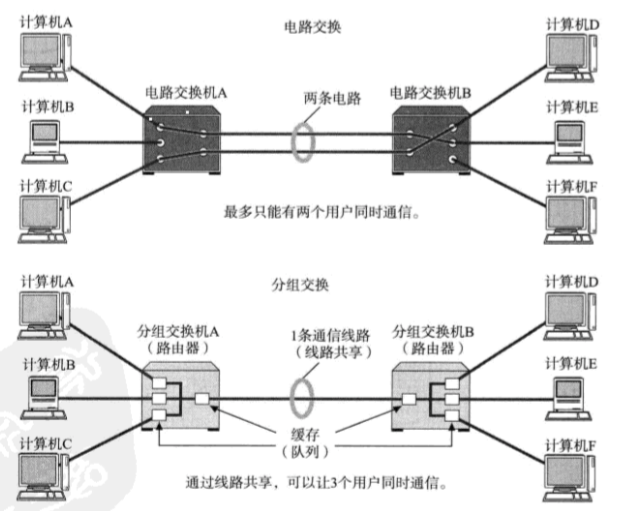 计算机A
电路交换
计算机D
电路交换机A
电路交换机B
计算机B
两条电路
计算机E
计算机C
计算机F
最多只能有两个用户同时通信。
计算机A
分组交换
计算机D
分组交换机A
（路由器）
1条通信线路
（线路共享）
分组交换机B
（路由器）
计算机B
计算机E
缓存
（队列）
计算机C
计算机F
通过线路共享，可以让3个用户同时通信。